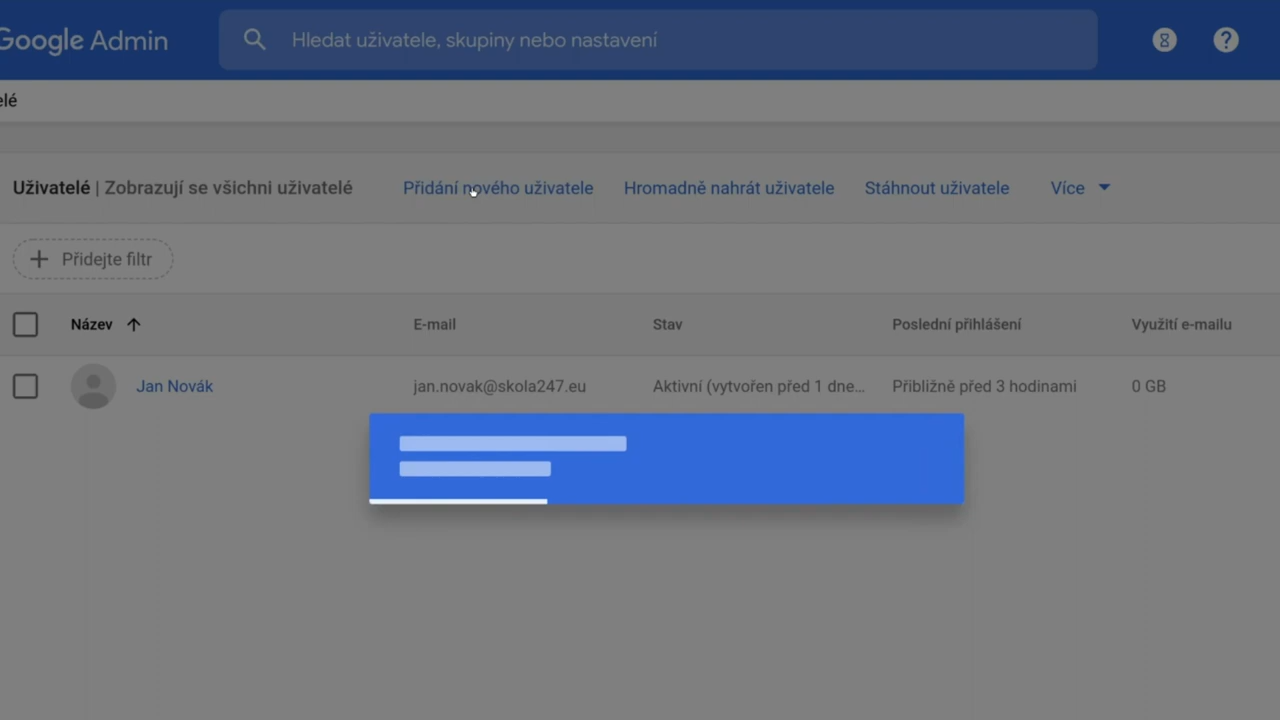 Google Admin
Hledat uživatele, skupiny nebo nastavení
elé
Uživatelé | Zobrazují se všichni uživatelé
Přidání nového uživatele
Hromadně nahrát uživatele
Stáhnout uživatele
Více
Přidejte filtr
Název
E-mail
Stav
Poslední přihlášení
Využití e-mailu
Jan Novák
jan.novak@skola247.eu
Aktivní (vytvořen před 1 dne…
Přibližně před 3 hodinami
0 GB